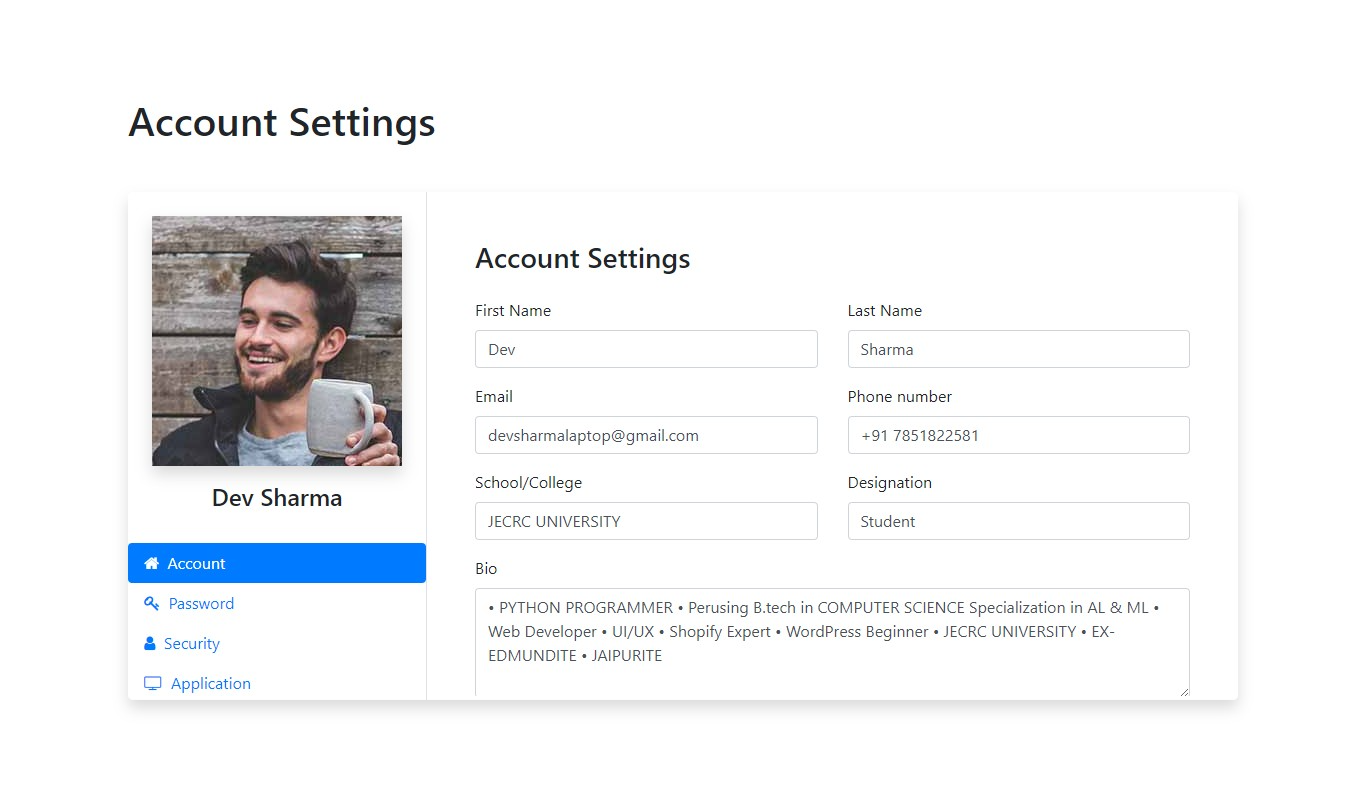 Account Settings
Dev Sharma
Account
Password
Security
Application
Account Settings
First Name
Last Name
Dev
Sharma
Email
Phone number
devsharmalaptop@gmail.com
+91 7851822581
School/College
Designation
JECRC UNIVERSITY
Student
Bio
• PYTHON PROGRAMMER • Perusing B.tech in COMPUTER SCIENCE Specialization in AL & ML •
Web Developer • UI/UX • Shopify Expert • WordPress Beginner • JECRC UNIVERSITY • EX-
EDMUNDITE • JAIPURITE